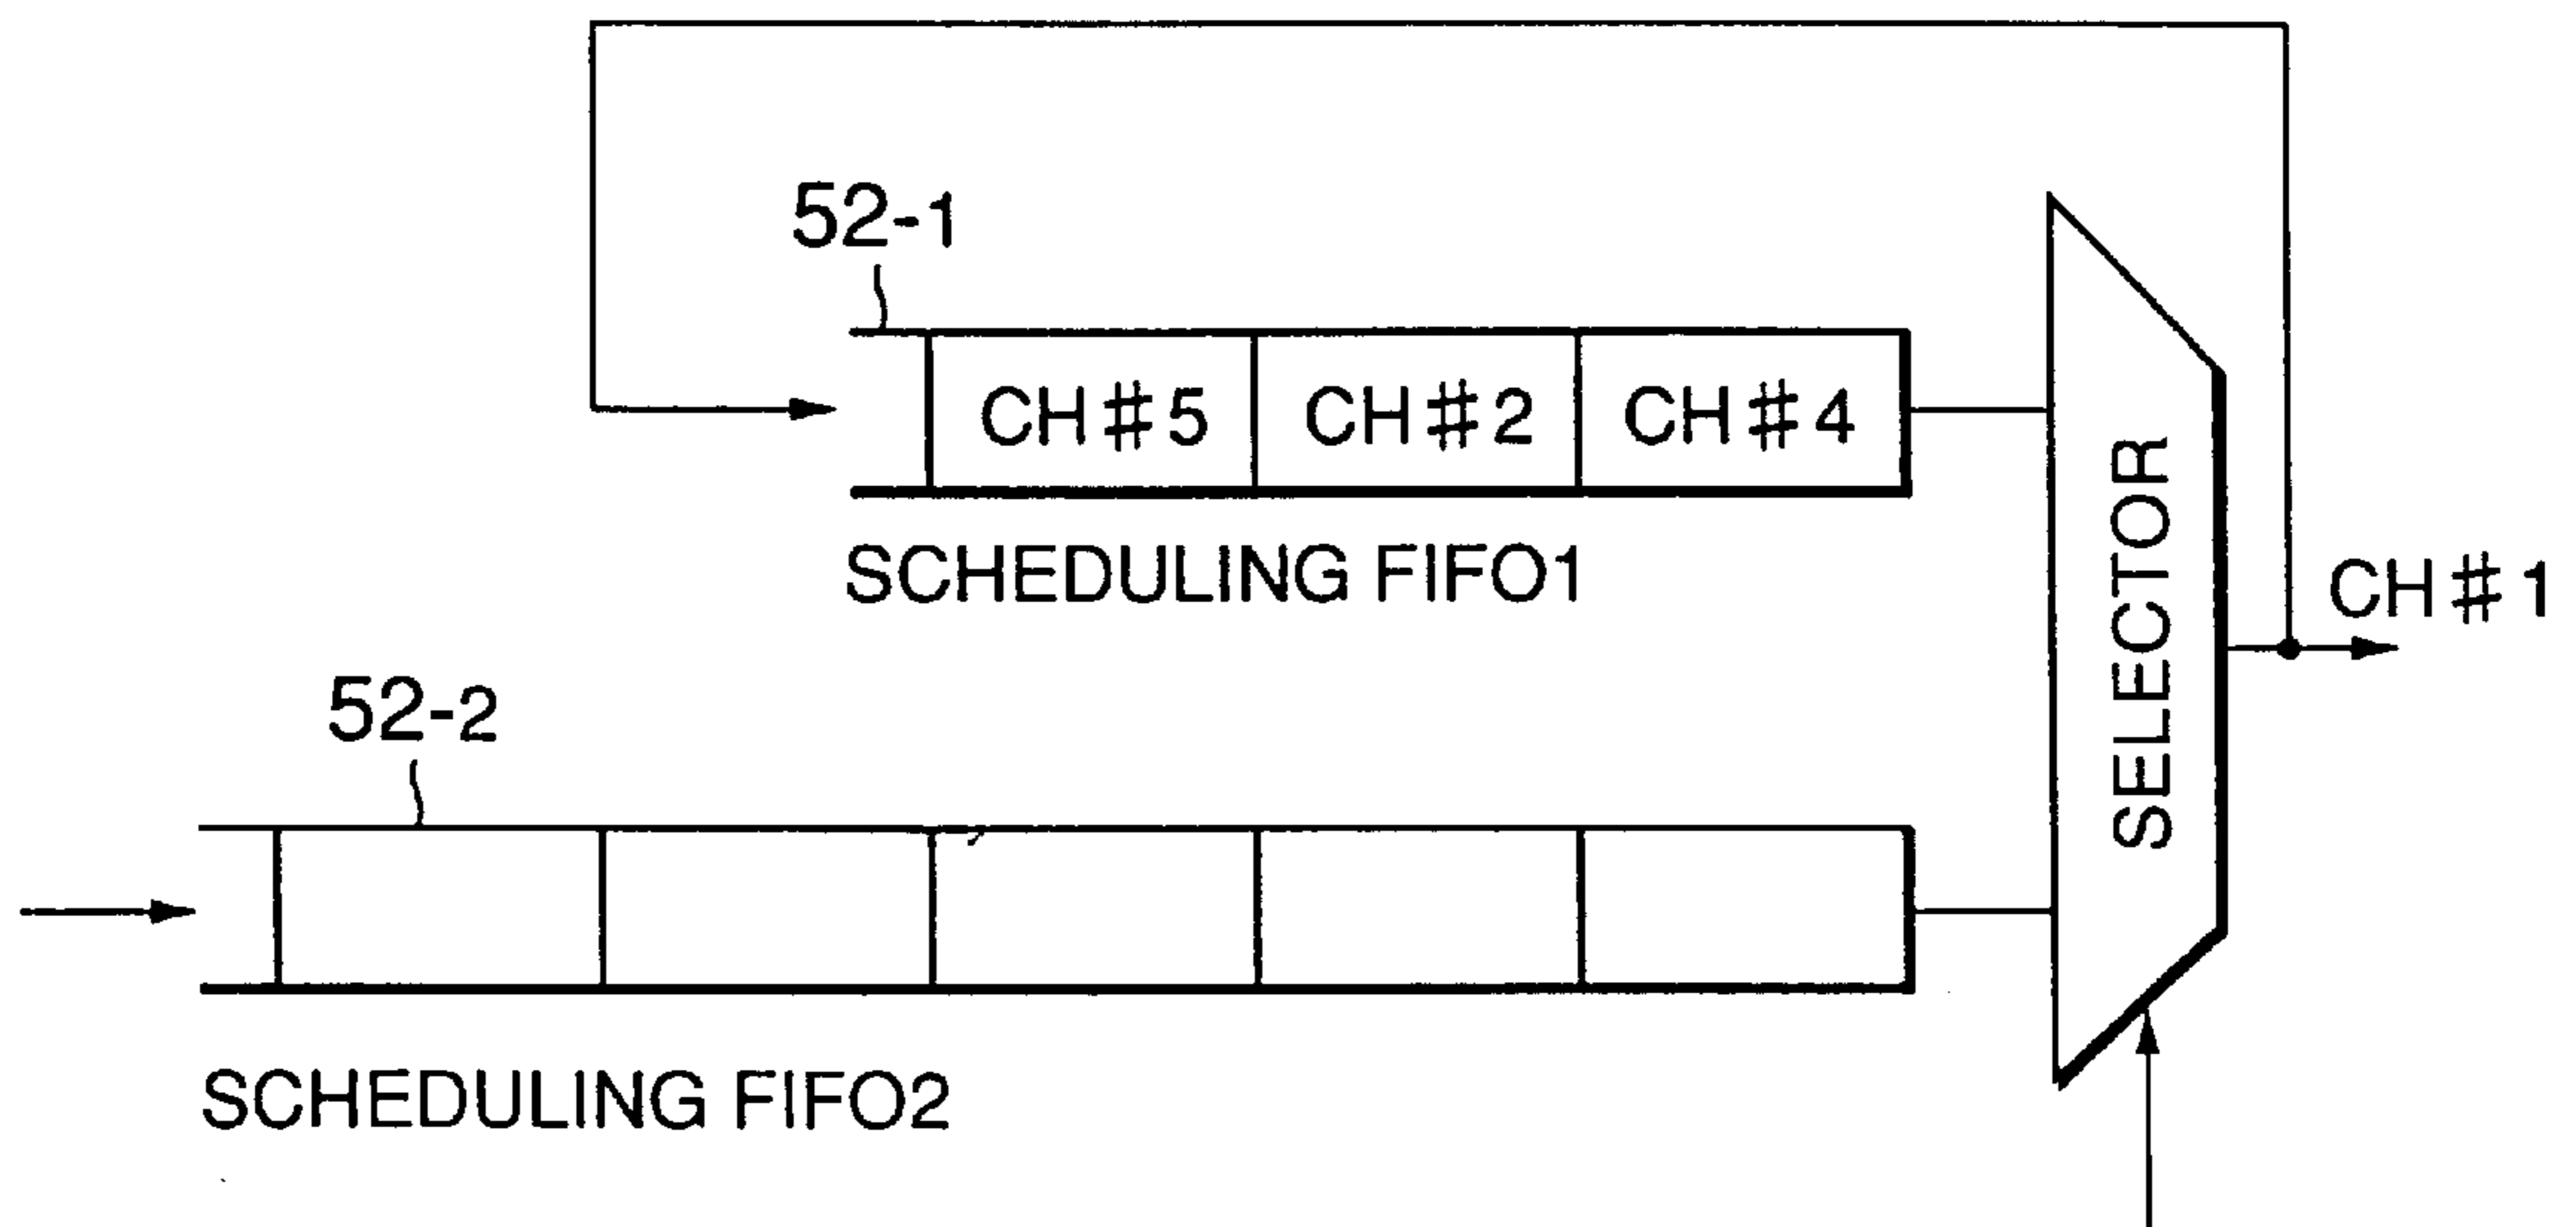 52-1
CH#5 CH#2 CH#4
SCHEDULING FIFO1
SELECTOR
CH#1
52-2
SCHEDULING FIFO2